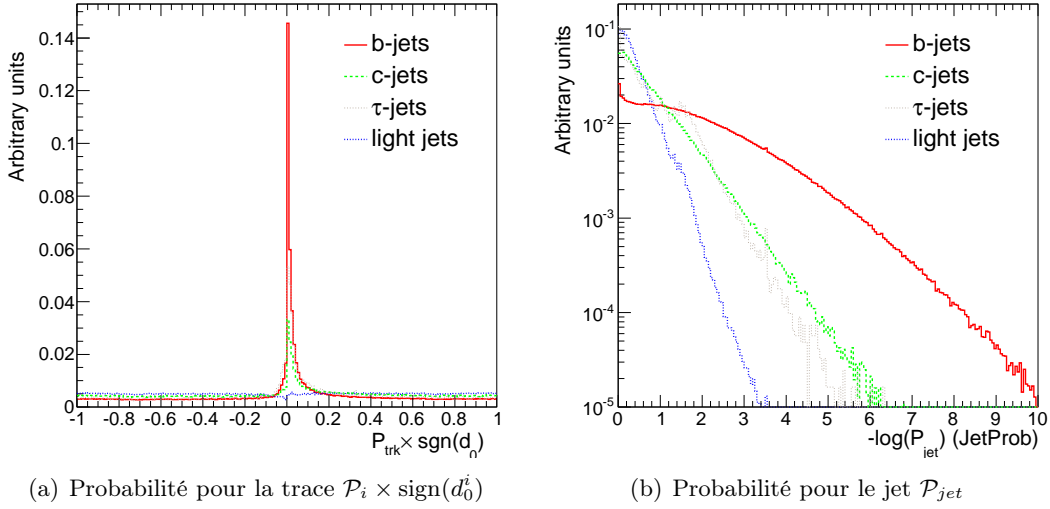 Arbitrary units
0.14
0.12
0.1
0.08
0.06
0.04
0.02
0
b-jets
c-jets
τ-jets
light jets
-1 -0.8 -0.6 -0.4 -0.2 0 0.2 0.4 0.6 0.8 1
P_trk × sgn(d_0)
(a) Probabilité pour la trace 𝒫_i × sign(d_0^i)
Arbitrary units
10^-1
10^-2
10^-3
10^-4
10^-5
b-jets
c-jets
τ-jets
light jets
0 1 2 3 4 5 6 7 8 9 10
-log(P_jet) (JetProb)
(b) Probabilité pour le jet 𝒫_jet